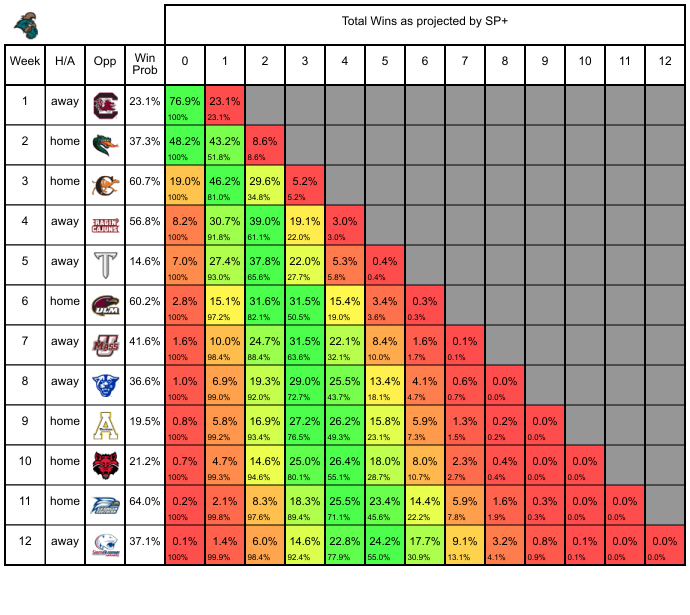 Total Wins as projected by SP+
Week H/A Opp Win Prob 0 1 2 3 4 5 6 7 8 9 10 11 12
1 away 23.1% 76.9% 23.1%
100% 23.1%
2 home 37.3% 48.2% 43.2% 8.6%
100% 51.8% 8.6%
3 home C 60.7% 19.0% 46.2% 29.6% 5.2%
100% 81.0% 34.8% 5.2%
4 away RAGIN' CAJUNS 56.8% 8.2% 30.7% 39.0% 19.1% 3.0%
100% 91.8% 61.1% 22.0% 3.0%
5 away T 14.6% 7.0% 27.4% 37.8% 22.0% 5.3% 0.4%
100% 93.0% 65.6% 27.7% 5.8% 0.4%
6 home ULM 60.2% 2.8% 15.1% 31.6% 31.5% 15.4% 3.4% 0.3%
100% 97.2% 82.1% 50.5% 19.0% 3.6% 0.3%
7 away UMass 41.6% 1.6% 10.0% 24.7% 31.5% 22.1% 8.4% 1.6% 0.1%
100% 98.4% 88.4% 63.6% 32.1% 10.0% 1.7% 0.1%
8 away 36.6% 1.0% 6.9% 19.3% 29.0% 25.5% 13.4% 4.1% 0.6% 0.0%
100% 99.0% 92.0% 72.7% 43.7% 18.1% 4.7% 0.7% 0.0%
9 home A 19.5% 0.8% 5.8% 16.9% 27.2% 26.2% 15.8% 5.9% 1.3% 0.2% 0.0%
100% 99.2% 93.4% 76.5% 49.3% 23.1% 7.3% 1.5% 0.2% 0.0%
10 home 21.2% 0.7% 4.7% 14.6% 25.0% 26.4% 18.0% 8.0% 2.3% 0.4% 0.0% 0.0%
100% 99.3% 94.6% 80.1% 55.1% 28.7% 10.7% 2.7% 0.4% 0.0% 0.0%
11 home 64.0% 0.2% 2.1% 8.3% 18.3% 25.5% 23.4% 14.4% 5.9% 1.6% 0.3% 0.0% 0.0%
100% 99.8% 97.6% 89.4% 71.1% 45.6% 22.2% 7.8% 1.9% 0.3% 0.0% 0.0%
12 away 37.1% 0.1% 1.4% 6.0% 14.6% 22.8% 24.2% 17.7% 9.1% 3.2% 0.8% 0.1% 0.0% 0.0%
100% 99.9% 98.4% 92.4% 77.9% 55.0% 30.9% 13.1% 4.1% 0.9% 0.1% 0.0% 0.0%